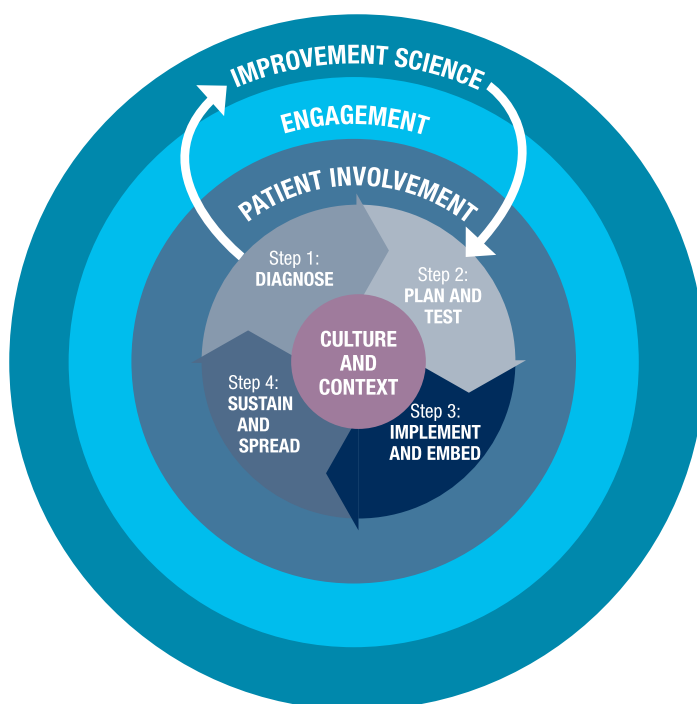 IMPROVEMENT SCIENCE
ENGAGEMENT
PATIENT INVOLVEMENT
Step 1:
DIAGNOSE
Step 2:
PLAN AND
TEST
CULTURE
AND
CONTEXT
Step 3:
IMPLEMENT
AND EMBED
Step 4:
SUSTAIN
AND
SPREAD